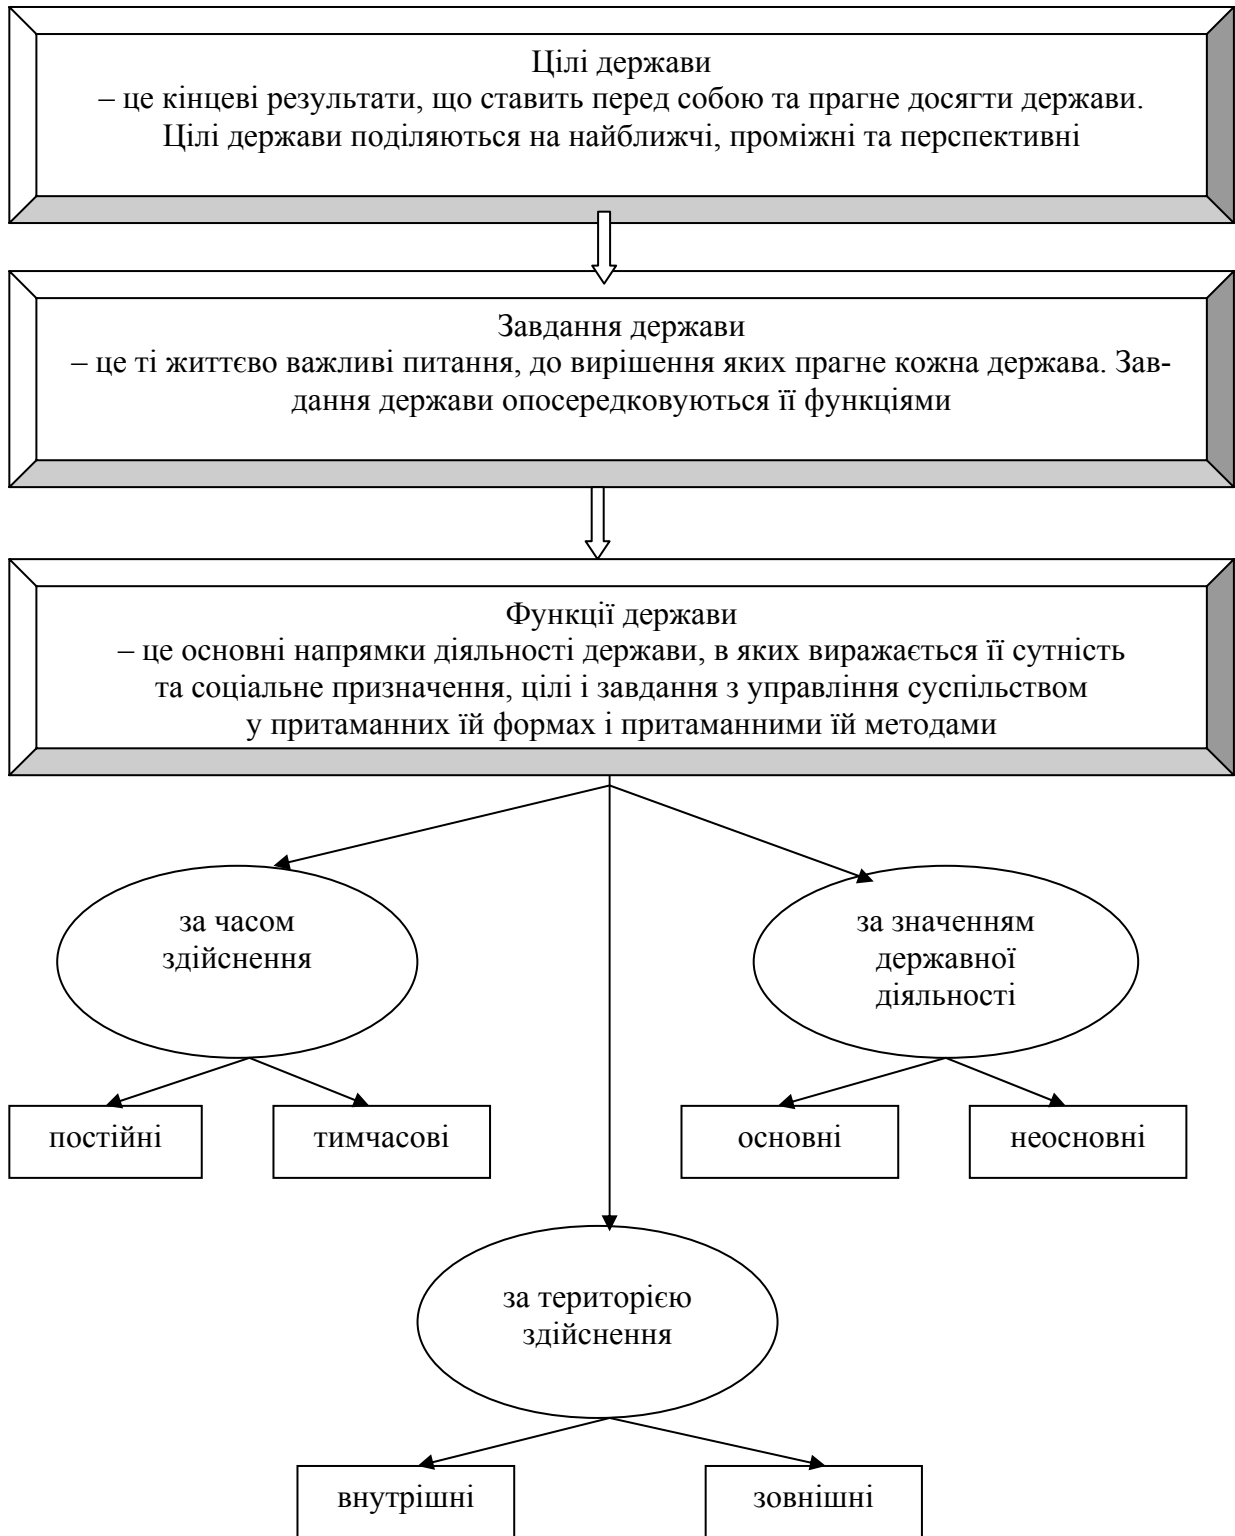 Цілі держави
– це кінцеві результати, що ставить перед собою та прагне досягти держави.
Цілі держави поділяються на найближчі, проміжні та перспективні
Завдання держави
– це ті життєво важливі питання, до вирішення яких прагне кожна держава. Зав-
дання держави опосередковуються її функціями
Функції держави
– це основні напрямки діяльності держави, в яких виражається її сутність
та соціальне призначення, цілі і завдання з управління суспільством
у притаманних їй формах і притаманними їй методами
за часом
здійснення
за значенням
державної
діяльності
постійні
тимчасові
основні
неосновні
за територією
здійснення
внутрішні
зовнішні